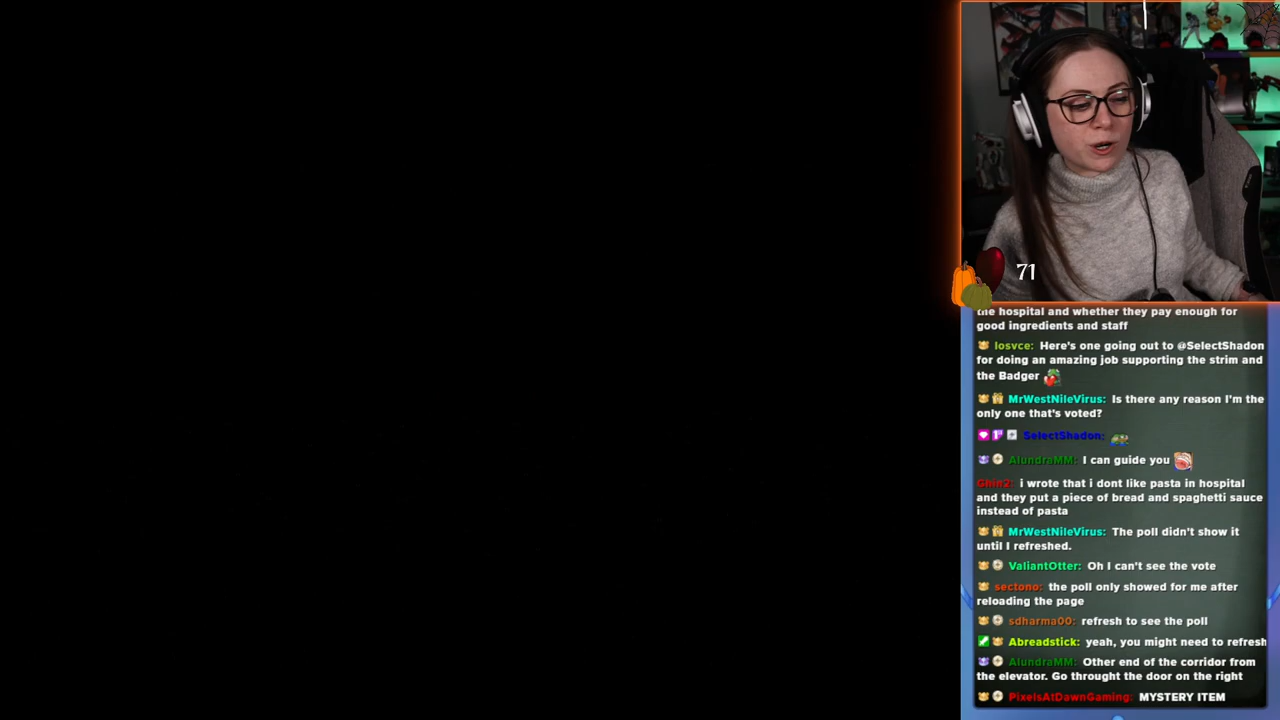 71
the hospital and whether they pay enough for
good ingredients and staff
losvce: Here's one going out to @SelectShadon
for doing an amazing job supporting the strim and
the Badger
MrWestNileVirus: Is there any reason I'm the
only one that's voted?
SelectShadon:
AlundraMM: I can guide you
Ghin2: i wrote that i dont like pasta in hospital
and they put a piece of bread and spaghetti sauce
instead of pasta
MrWestNileVirus: The poll didn't show it
until I refreshed.
ValiantOtter: Oh I can't see the vote
sectono: the poll only showed for me after
reloading the page
sdharma00: refresh to see the poll
Abreadstick: yeah, you might need to refresh
AlundraMM: Other end of the corridor from
the elevator. Go throught the door on the right
PixelsAtDawnGaming: MYSTERY ITEM